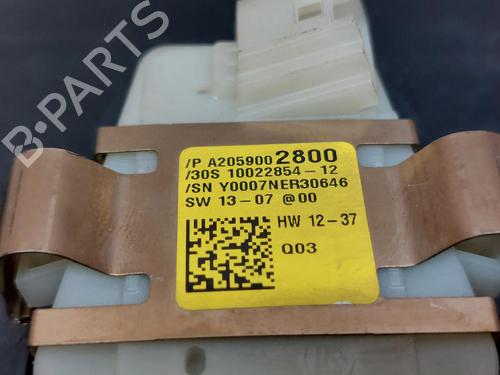 B-PARTS
/P A205900 2800
/30S 10022854-12
/SN Y0007NER30646
SW 13-07 @00
HW 12-37
Q03